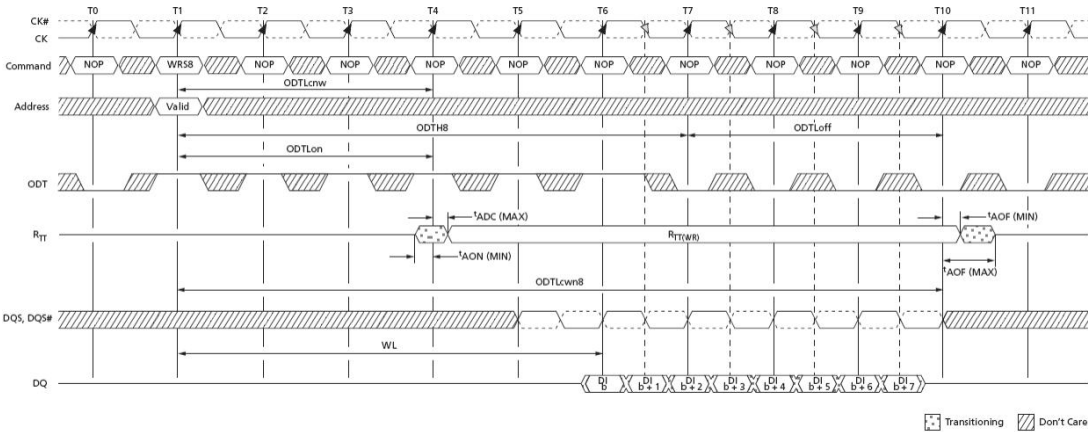 T0 T1 T2 T3 T4 T5 T6 T7 T8 T9 T10 T11
CK#
CK
Command NOP WRS8 NOP NOP NOP NOP NOP NOP NOP NOP NOP NOP
ODTLcnw
Address Valid
ODTH8 ODTLoff
ODTLon
ODT
tADC (MAX) tAOF (MIN)
RTT RTT(WR)
tAON (MIN)
tAOF (MAX)
ODTLcwn8
DQS, DQS#
WL
DI DI DI DI DI DI DI DI
DQ b b + 1 b + 2 b + 3 b + 4 b + 5 b + 6 b + 7
Transitioning Don't Care